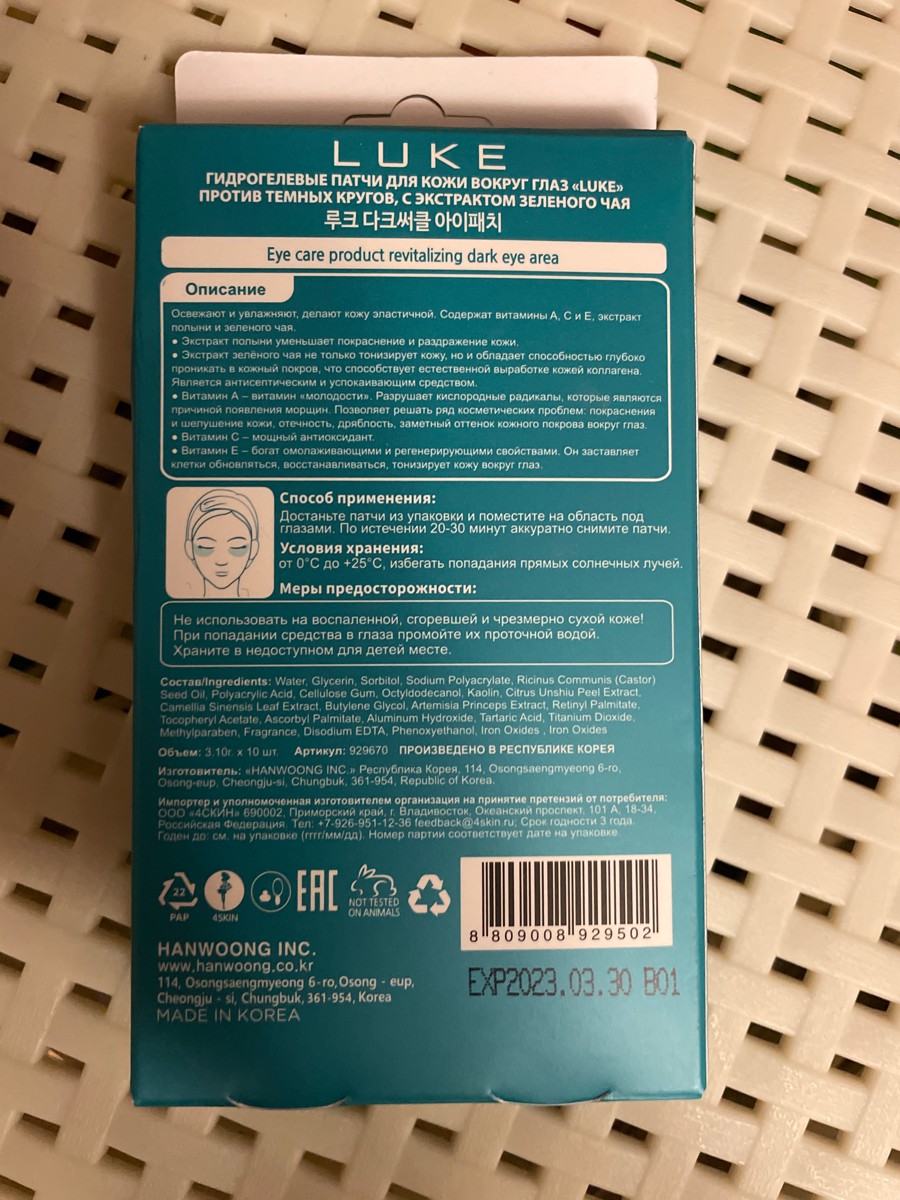 LUKE
ГИДРОГЕЛЕВЫЕ ПАТЧИ ДЛЯ КОЖИ ВОКРУГ ГЛАЗ «LUKE»
ПРОТИВ ТЕМНЫХ КРУГОВ, С ЭКСТРАКТОМ ЗЕЛЕНОГО ЧАЯ
루크 다크써클 아이패치
Eye care product revitalizing dark eye area
Описание
Освежают и увлажняют, делают кожу эластичной. Содержат витамины А, С и Е, экстракт
полыни и зеленого чая.
● Экстракт полыни уменьшает покраснение и раздражение кожи.
● Экстракт зелёного чая не только тонизирует кожу, но и обладает способностью глубоко
проникать в кожный покров, что способствует естественной выработке кожей коллагена.
Является антисептическим и успокаивающим средством.
● Витамин А – витамин «молодости». Разрушает кислородные радикалы, которые являются
причиной появления морщин. Позволяет решать ряд косметических проблем: покраснения
и шелушение кожи, отечность, дряблость, заметный оттенок кожного покрова вокруг глаз.
● Витамин С – мощный антиоксидант.
● Витамин Е – богат омолаживающими и регенерирующими свойствами. Он заставляет
клетки обновляться, восстанавливаться, тонизирует кожу вокруг глаз.
Способ применения:
Достаньте патчи из упаковки и поместите на область под
глазами. По истечении 20-30 минут аккуратно снимите патчи.
Условия хранения:
от 0°С до +25°С, избегать попадания прямых солнечных лучей.
Меры предосторожности:
Не использовать на воспаленной, сгоревшей и чрезмерно сухой коже!
При попадании средства в глаза промойте их проточной водой.
Храните в недоступном для детей месте.
Состав/Ingredients: Water, Glycerin, Sorbitol, Sodium Polyacrylate, Ricinus Communis (Castor)
Seed Oil, Polyacrylic Acid, Cellulose Gum, Octyldodecanol, Kaolin, Citrus Unshiu Peel Extract,
Camellia Sinensis Leaf Extract, Butylene Glycol, Artemisia Princeps Extract, Retinyl Palmitate,
Tocopheryl Acetate, Ascorbyl Palmitate, Aluminum Hydroxide, Tartaric Acid, Titanium Dioxide,
Methylparaben, Fragrance, Disodium EDTA, Phenoxyethanol, Iron Oxides , Iron Oxides
Объем: 3.10г. х 10 шт. Артикул: 929670 ПРОИЗВЕДЕНО В РЕСПУБЛИКЕ КОРЕЯ
Изготовитель: «HANWOONG INC.» Республика Корея, 114, Osongsaengmyeong 6-ro,
Osong-eup, Cheongju-si, Chungbuk, 361-954, Republic of Korea.
Импортер и уполномоченная изготовителем организация на принятие претензий от потребителя:
ООО «4СКИН» 690002, Приморский край, г. Владивосток, Океанский проспект, 101 А, 18-34,
Российская Федерация. Тел: +7-926-951-12-36 feedback@4skin.ru; Срок годности 3 года.
Годен до: см. на упаковке (гггг/мм/дд). Номер партии соответствует дате на упаковке
22
PAP
4SKIN
EAC
NOT TESTED
ON ANIMALS
8 809008 929502
HANWOONG INC.
www.hanwoong.co.kr
114, Osongsaengmyeong 6-ro, Osong - eup,
Cheongju - si, Chungbuk, 361-954, Korea
MADE IN KOREA
EXP2023.03.30 B01